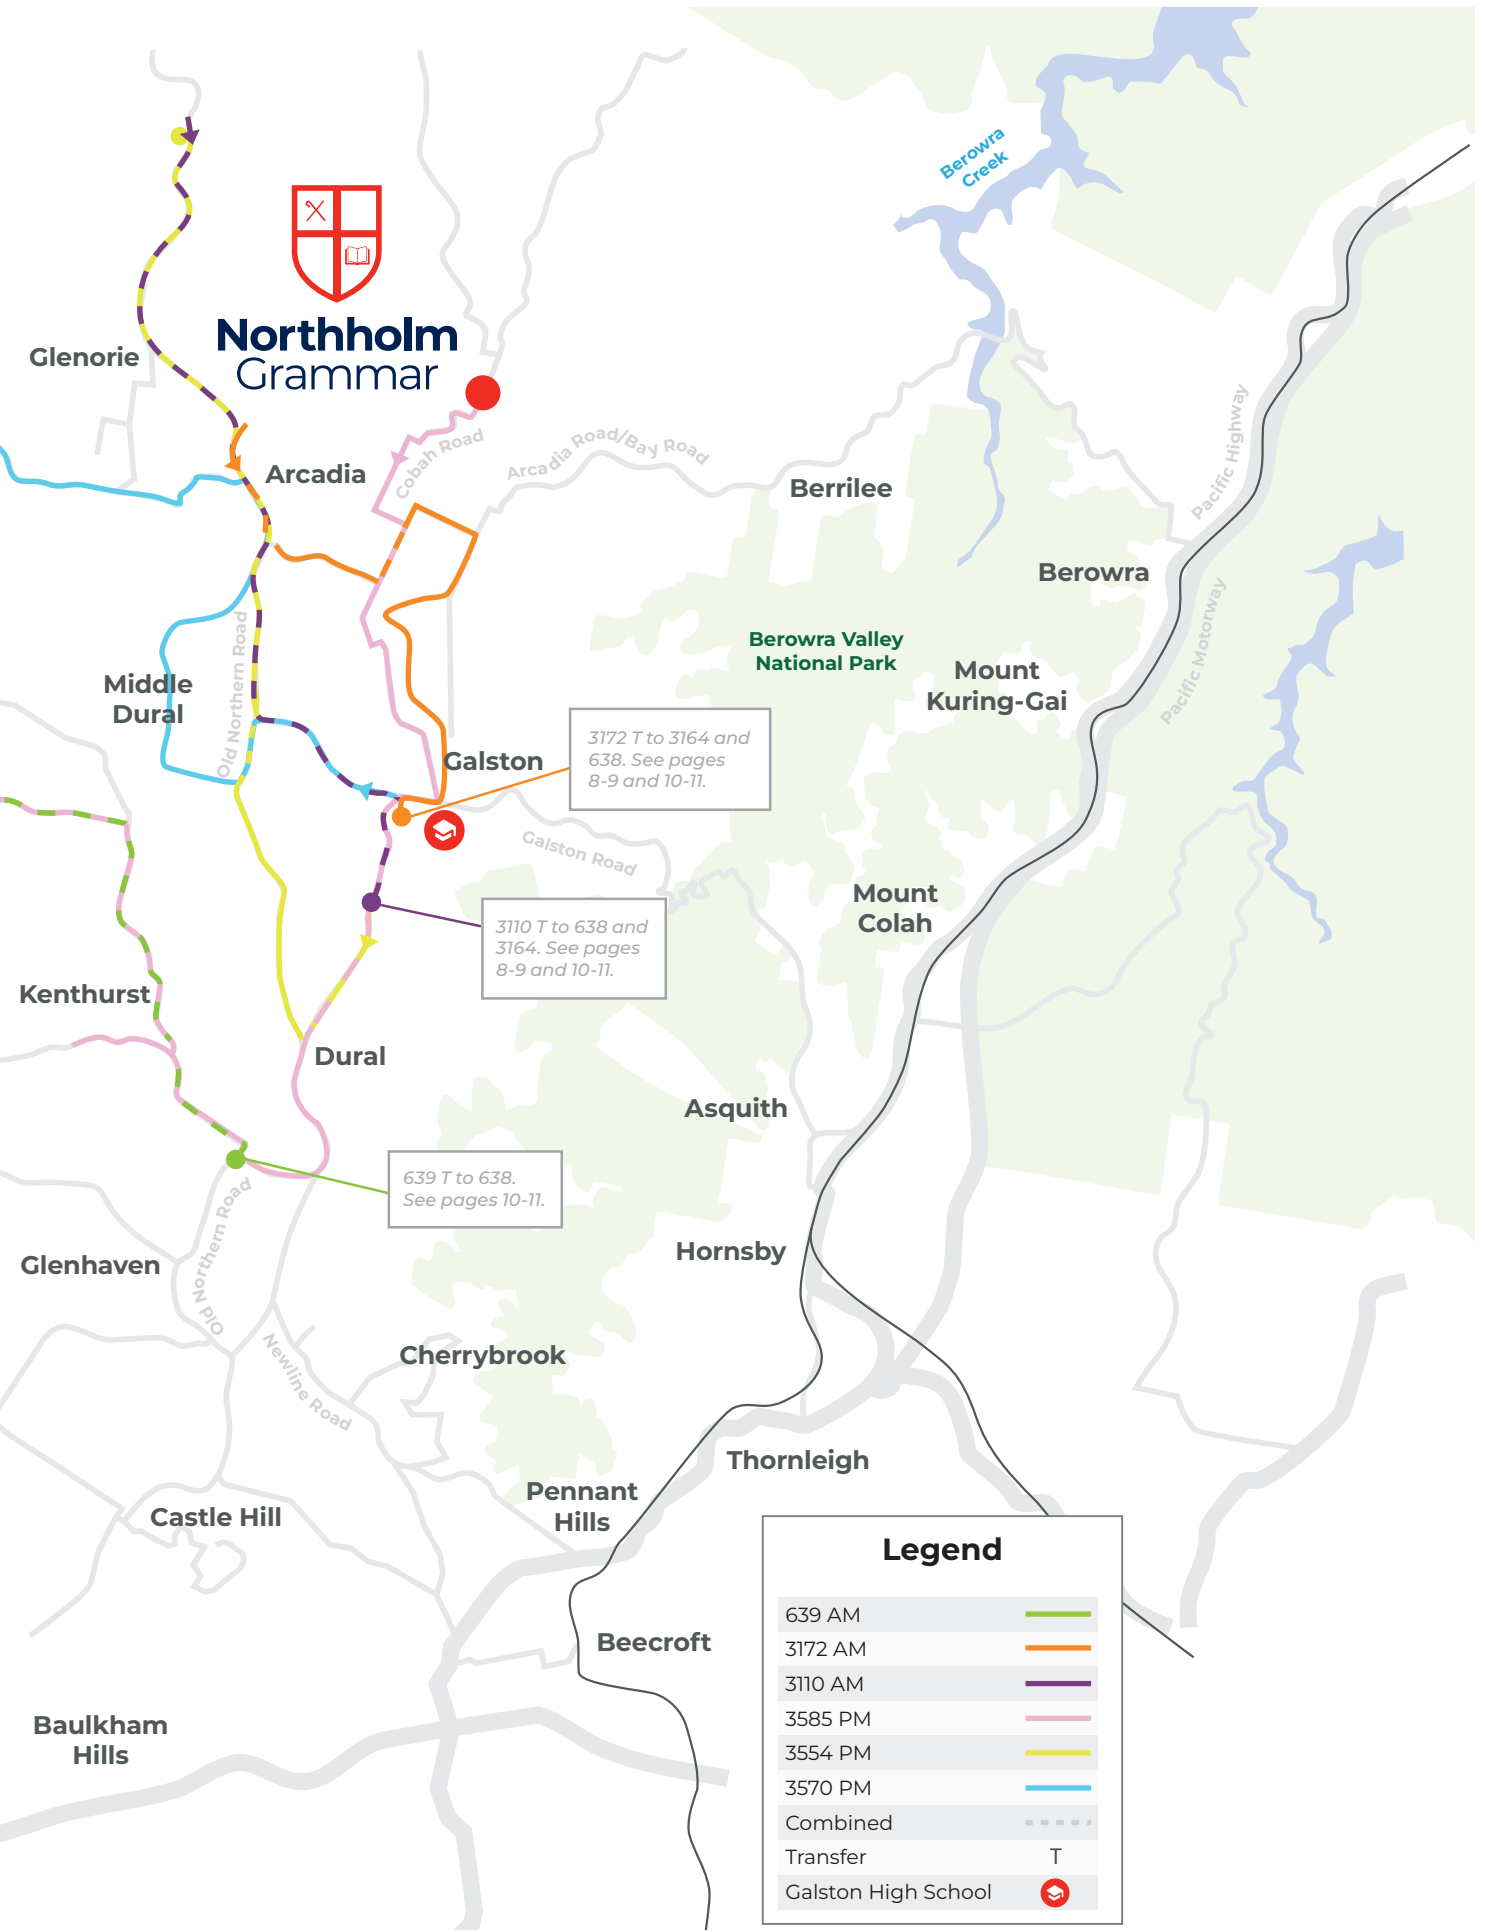 Berowra
Creek
Northholm
Grammar
Glenorie
Cobah Road
Arcadia Road/Bay Road
Arcadia
Berrilee
Pacific Highway
Berowra
Pacific Motorway
Berowra Valley
National Park
Mount
Kuring-Gai
Middle
Dural
Old Northern Road
Galston
3172 T to 3164 and
638. See pages
8-9 and 10-11.
Galston Road
Mount
Colah
3110 T to 638 and
3164. See pages
8-9 and 10-11.
Kenthurst
Dural
Asquith
639 T to 638.
See pages 10-11.
Old Northern Road
Glenhaven
Hornsby
Newline Road
Cherrybrook
Thornleigh
Pennant
Hills
Castle Hill
Beecroft
Baulkham
Hills
Legend
639 AM
3172 AM
3110 AM
3585 PM
3554 PM
3570 PM
Combined
Transfer T
Galston High School